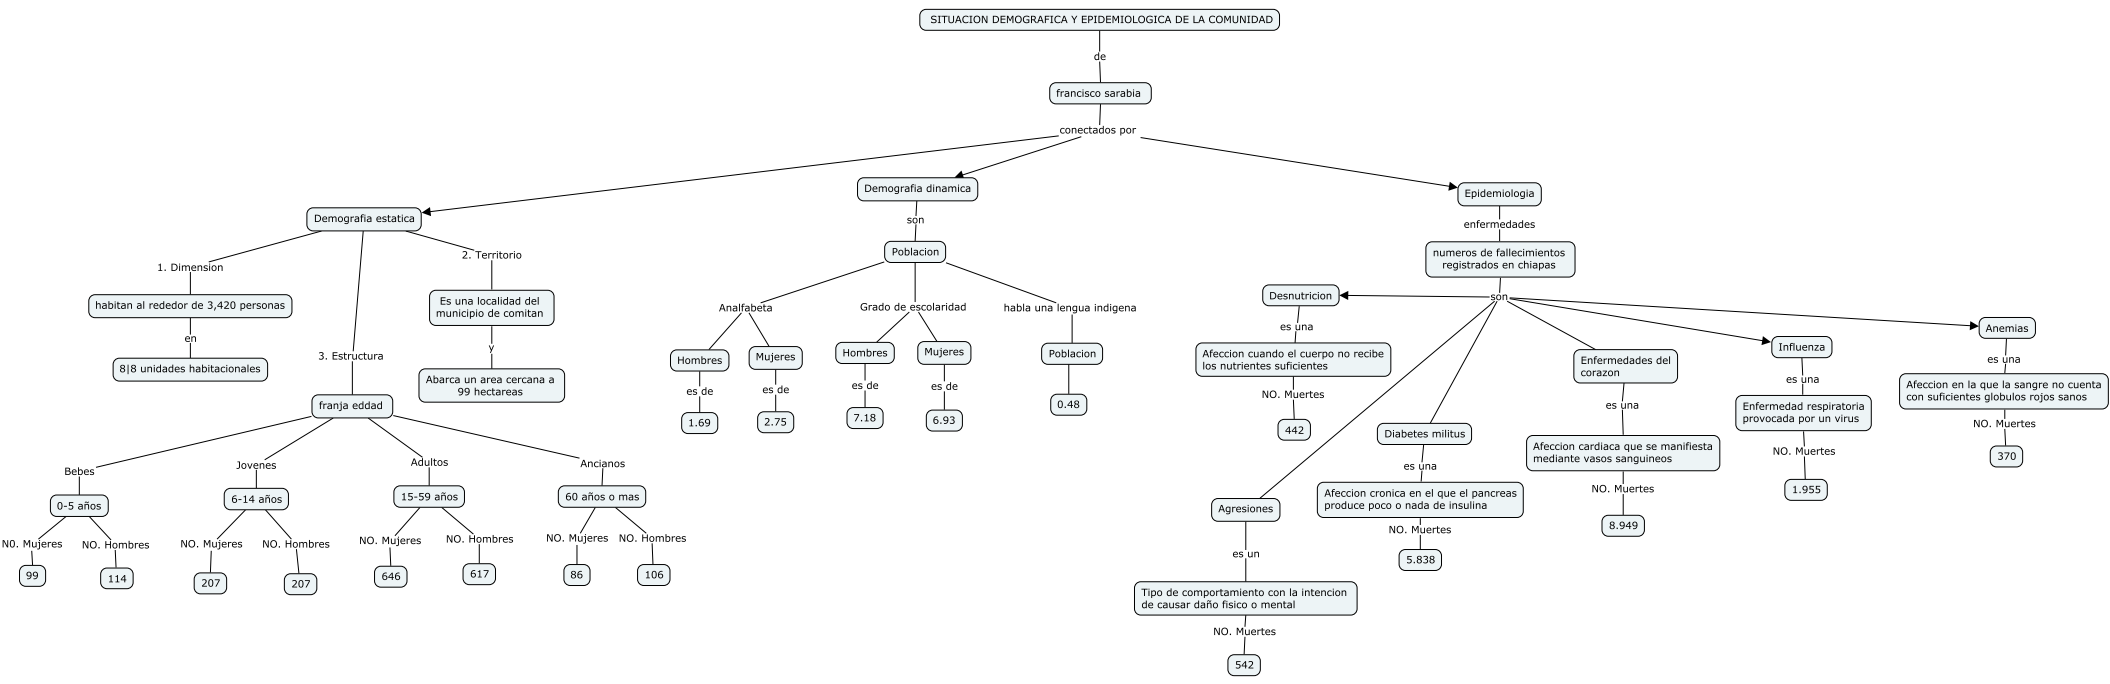 SITUACION DEMOGRAFICA Y EPIDEMIOLOGICA DE LA COMUNIDAD
de
francisco sarabia
conectados por
Demografia estatica
1. Dimension
habitan al rededor de 3,420 personas
en
8|8 unidades habitacionales
2. Territorio
Es una localidad del
municipio de comitan
y
Abarca un area cercana a
99 hectareas
3. Estructura
franja eddad
Bebes
0-5 años
N0. Mujeres
99
NO. Hombres
114
Jovenes
6-14 años
NO. Mujeres
207
NO. Hombres
207
Adultos
15-59 años
NO. Mujeres
646
NO. Hombres
617
Ancianos
60 años o mas
NO. Mujeres
86
NO. Hombres
106
Demografia dinamica
son
Poblacion
Analfabeta
Hombres
es de
1.69
Mujeres
es de
2.75
Grado de escolaridad
Hombres
es de
7.18
Mujeres
es de
6.93
habla una lengua indigena
Poblacion
0.48
Epidemiologia
enfermedades
numeros de fallecimientos
registrados en chiapas
son
Desnutricion
es una
Afeccion cuando el cuerpo no recibe
los nutrientes suficientes
NO. Muertes
442
Agresiones
es un
Tipo de comportamiento con la intencion
de causar daño fisico o mental
NO. Muertes
542
Diabetes militus
es una
Afeccion cronica en el que el pancreas
produce poco o nada de insulina
NO. Muertes
5.838
Enfermedades del
corazon
es una
Afeccion cardiaca que se manifiesta
mediante vasos sanguineos
NO. Muertes
8.949
Influenza
es una
Enfermedad respiratoria
provocada por un virus
NO. Muertes
1.955
Anemias
es una
Afeccion en la que la sangre no cuenta
con suficientes globulos rojos sanos
NO. Muertes
370